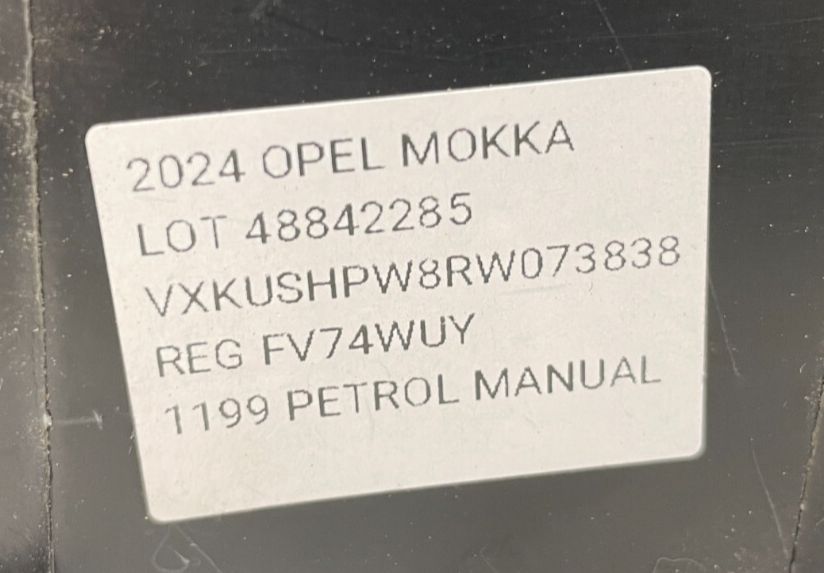 2024 OPEL MOKKA
LOT 48842285
VXKUSHPW8RW073838
REG FV74WUY
1199 PETROL MANUAL